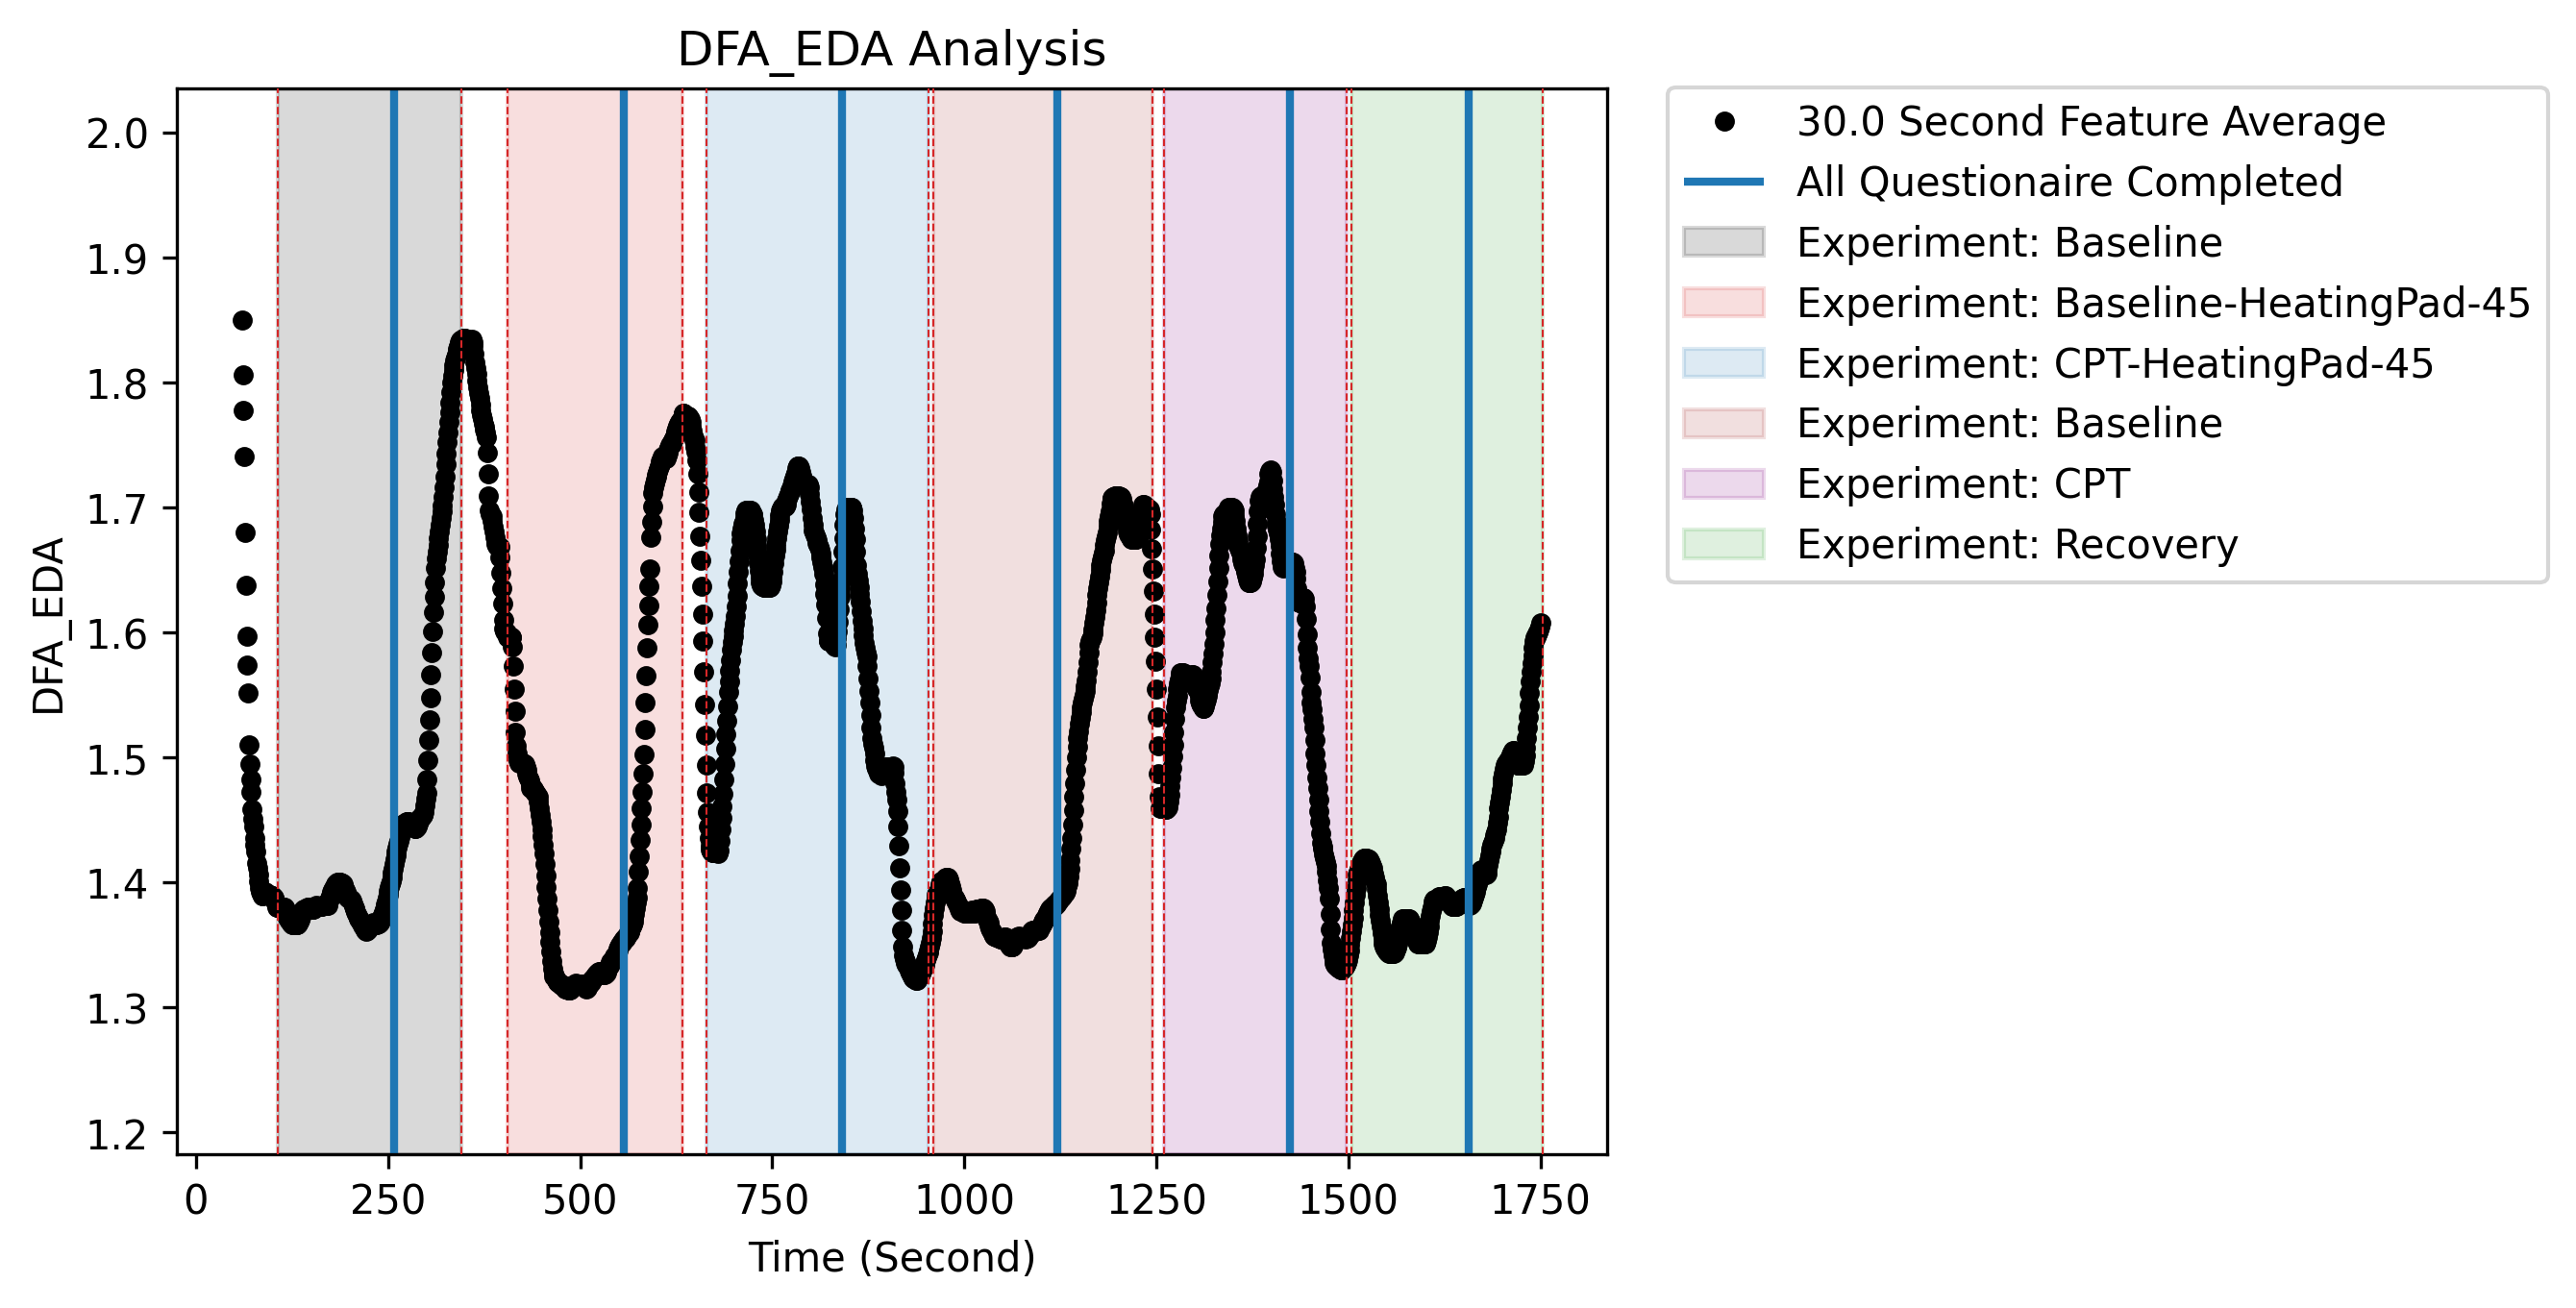 DFA_EDA Analysis
2.0
1.9
1.8
1.7
1.6
1.5
1.4
1.3
1.2
DFA_EDA
0 250 500 750 1000 1250 1500 1750
Time (Second)
30.0 Second Feature Average
All Questionaire Completed
Experiment: Baseline
Experiment: Baseline-HeatingPad-45
Experiment: CPT-HeatingPad-45
Experiment: Baseline
Experiment: CPT
Experiment: Recovery